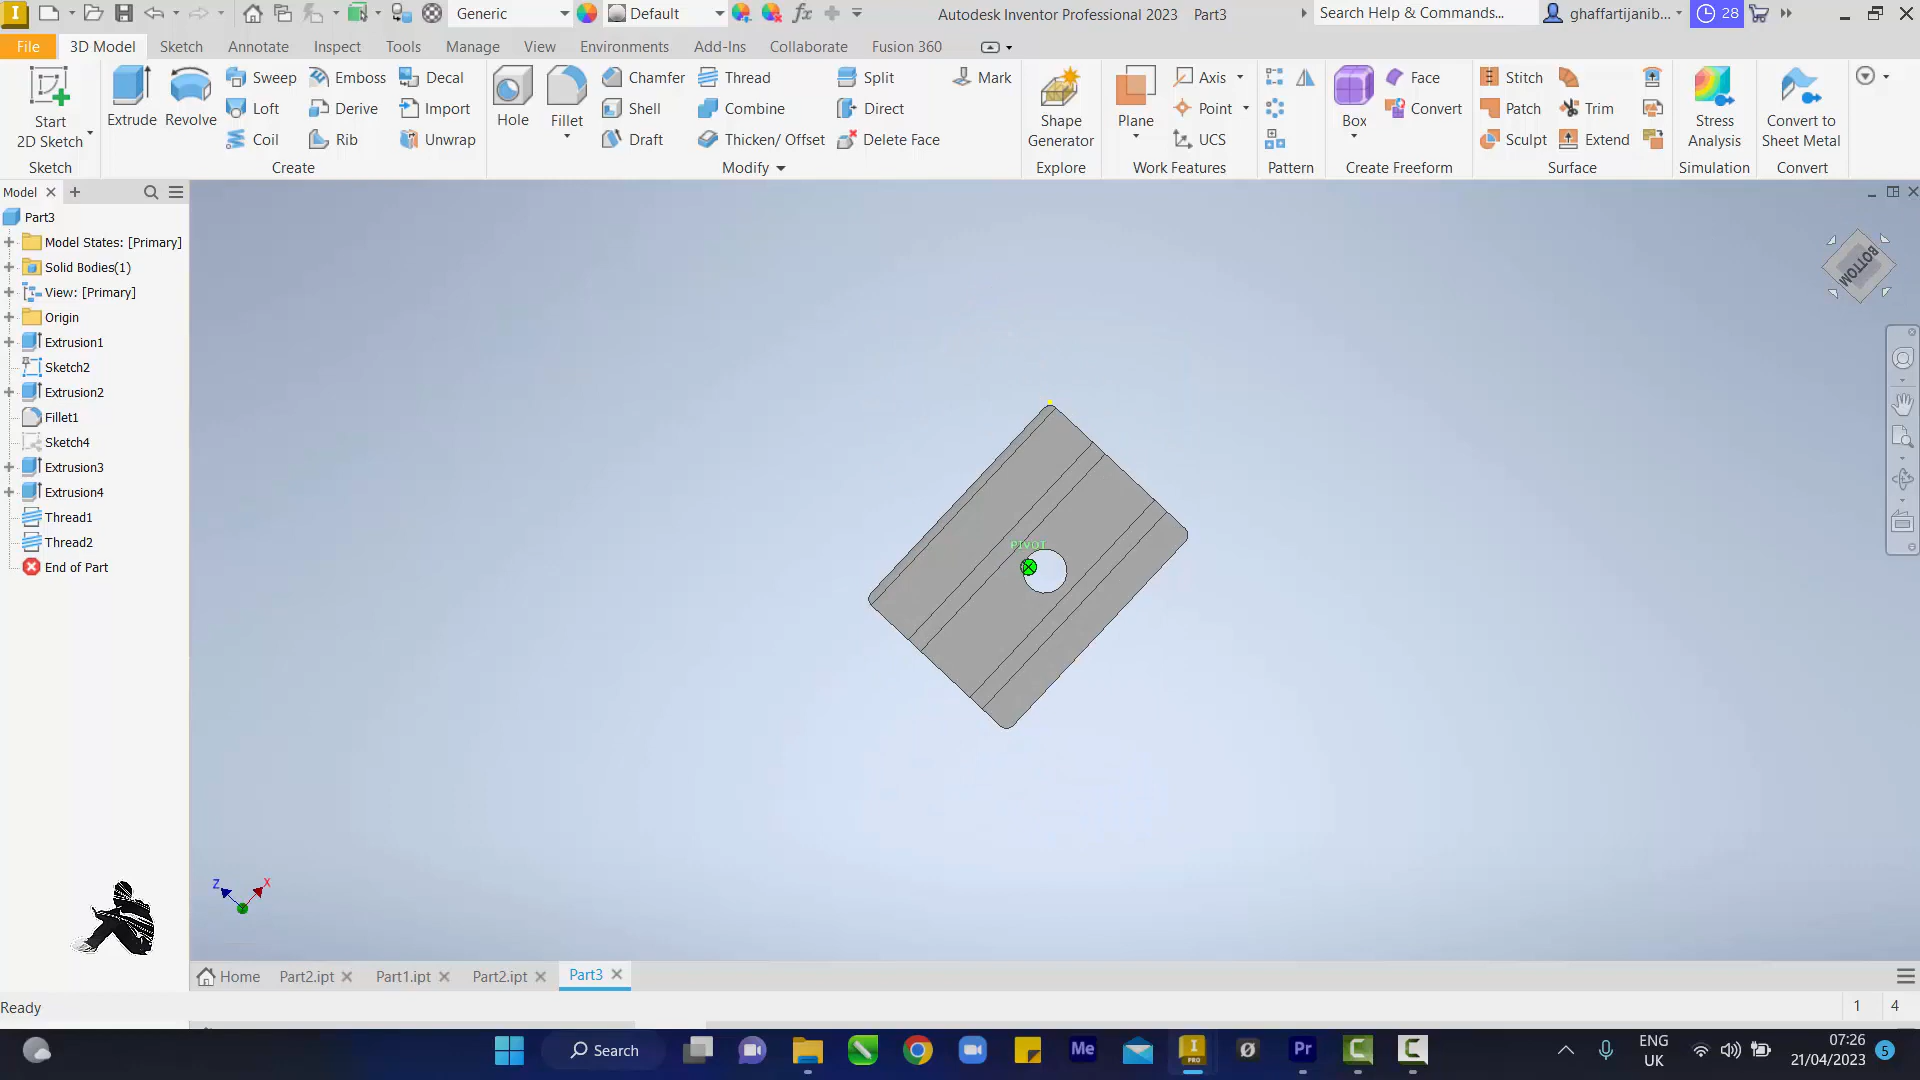 Generic
Default
Autodesk Inventor Professional 2023 Part3
Search Help & Commands...
ghaffartijanib...
28
File
3D Model
Sketch
Annotate
Inspect
Tools
Manage
View
Environments
Add-Ins
Collaborate
Fusion 360
Start
2D Sketch
Sketch
Extrude
Revolve
Sweep
Loft
Coil
Emboss
Derive
Rib
Decal
Import
Unwrap
Create
Hole
Fillet
Chamfer
Shell
Draft
Thread
Combine
Thicken/ Offset
Split
Direct
Delete Face
Mark
Modify
Shape
Generator
Explore
Plane
Axis
Point
UCS
Work Features
Pattern
Box
Face
Convert
Create Freeform
Stitch
Patch
Sculpt
Trim
Extend
Surface
Stress
Analysis
Simulation
Convert to
Sheet Metal
Convert
Model
Part3
Model States: [Primary]
Solid Bodies(1)
View: [Primary]
Origin
Extrusion1
Sketch2
Extrusion2
Fillet1
Sketch4
Extrusion3
Extrusion4
Thread1
Thread2
End of Part
BOTTOM
PIVOT
Z
X
Home
Part2.ipt
Part1.ipt
Part2.ipt
Part3
Ready
1
4
Search
Me
PRO
Pr
ENG
UK
07:26
21/04/2023
5